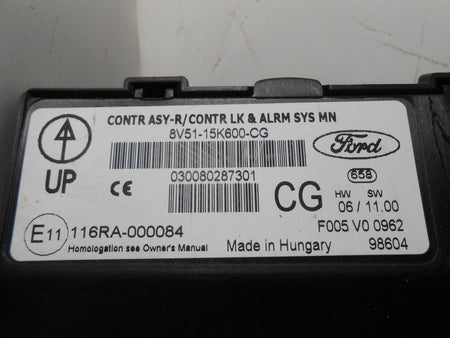 CONTR ASY-R/CONTR LK & ALRM SYS MN
8V51-15K600-CG
Ford
030080287301
658
UP
CE
CG
HW SW
06 / 11.00
E11 116RA-000084
F005 V0 0962
Homologation see Owner's Manual
Made in Hungary
98604